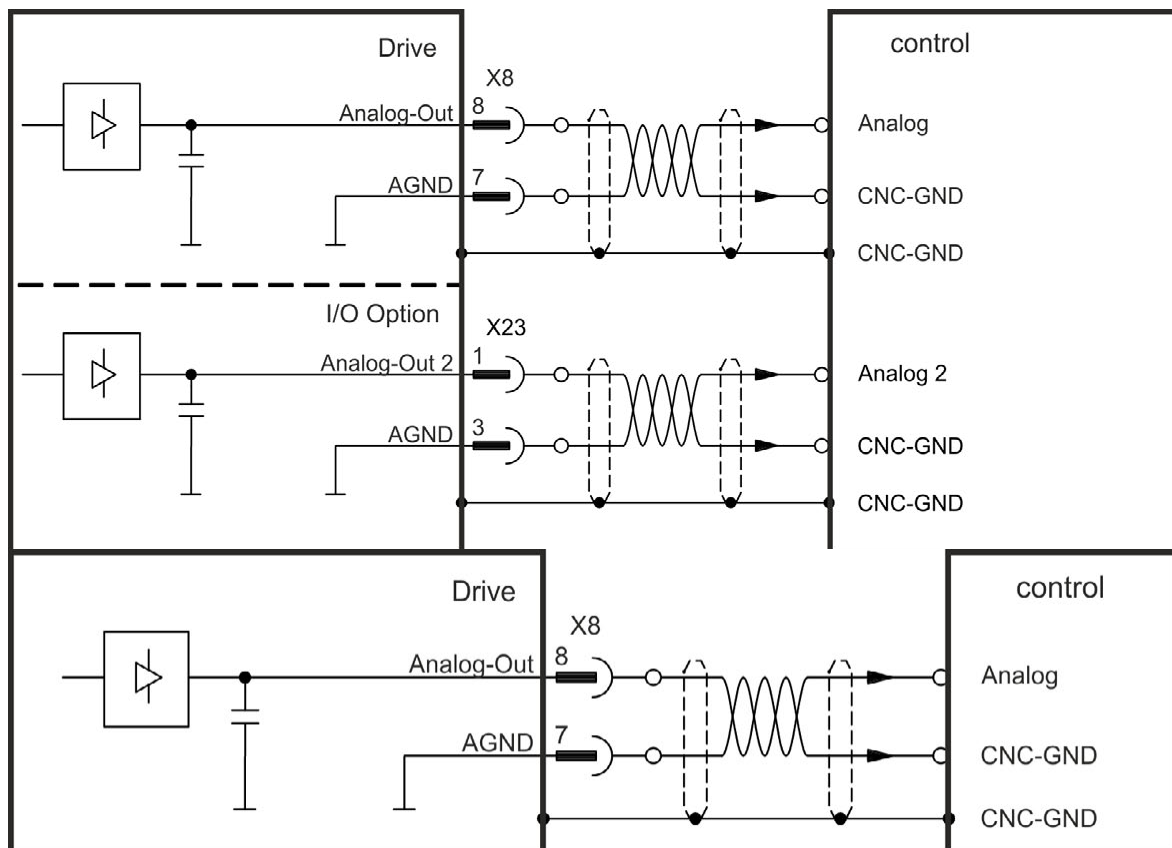 Drive
control
X8
Analog-Out
8
Analog
AGND
7
CNC-GND
CNC-GND
I/O Option
X23
Analog-Out 2
1
Analog 2
AGND
3
CNC-GND
CNC-GND
Drive
control
X8
Analog-Out
8
Analog
AGND
7
CNC-GND
CNC-GND